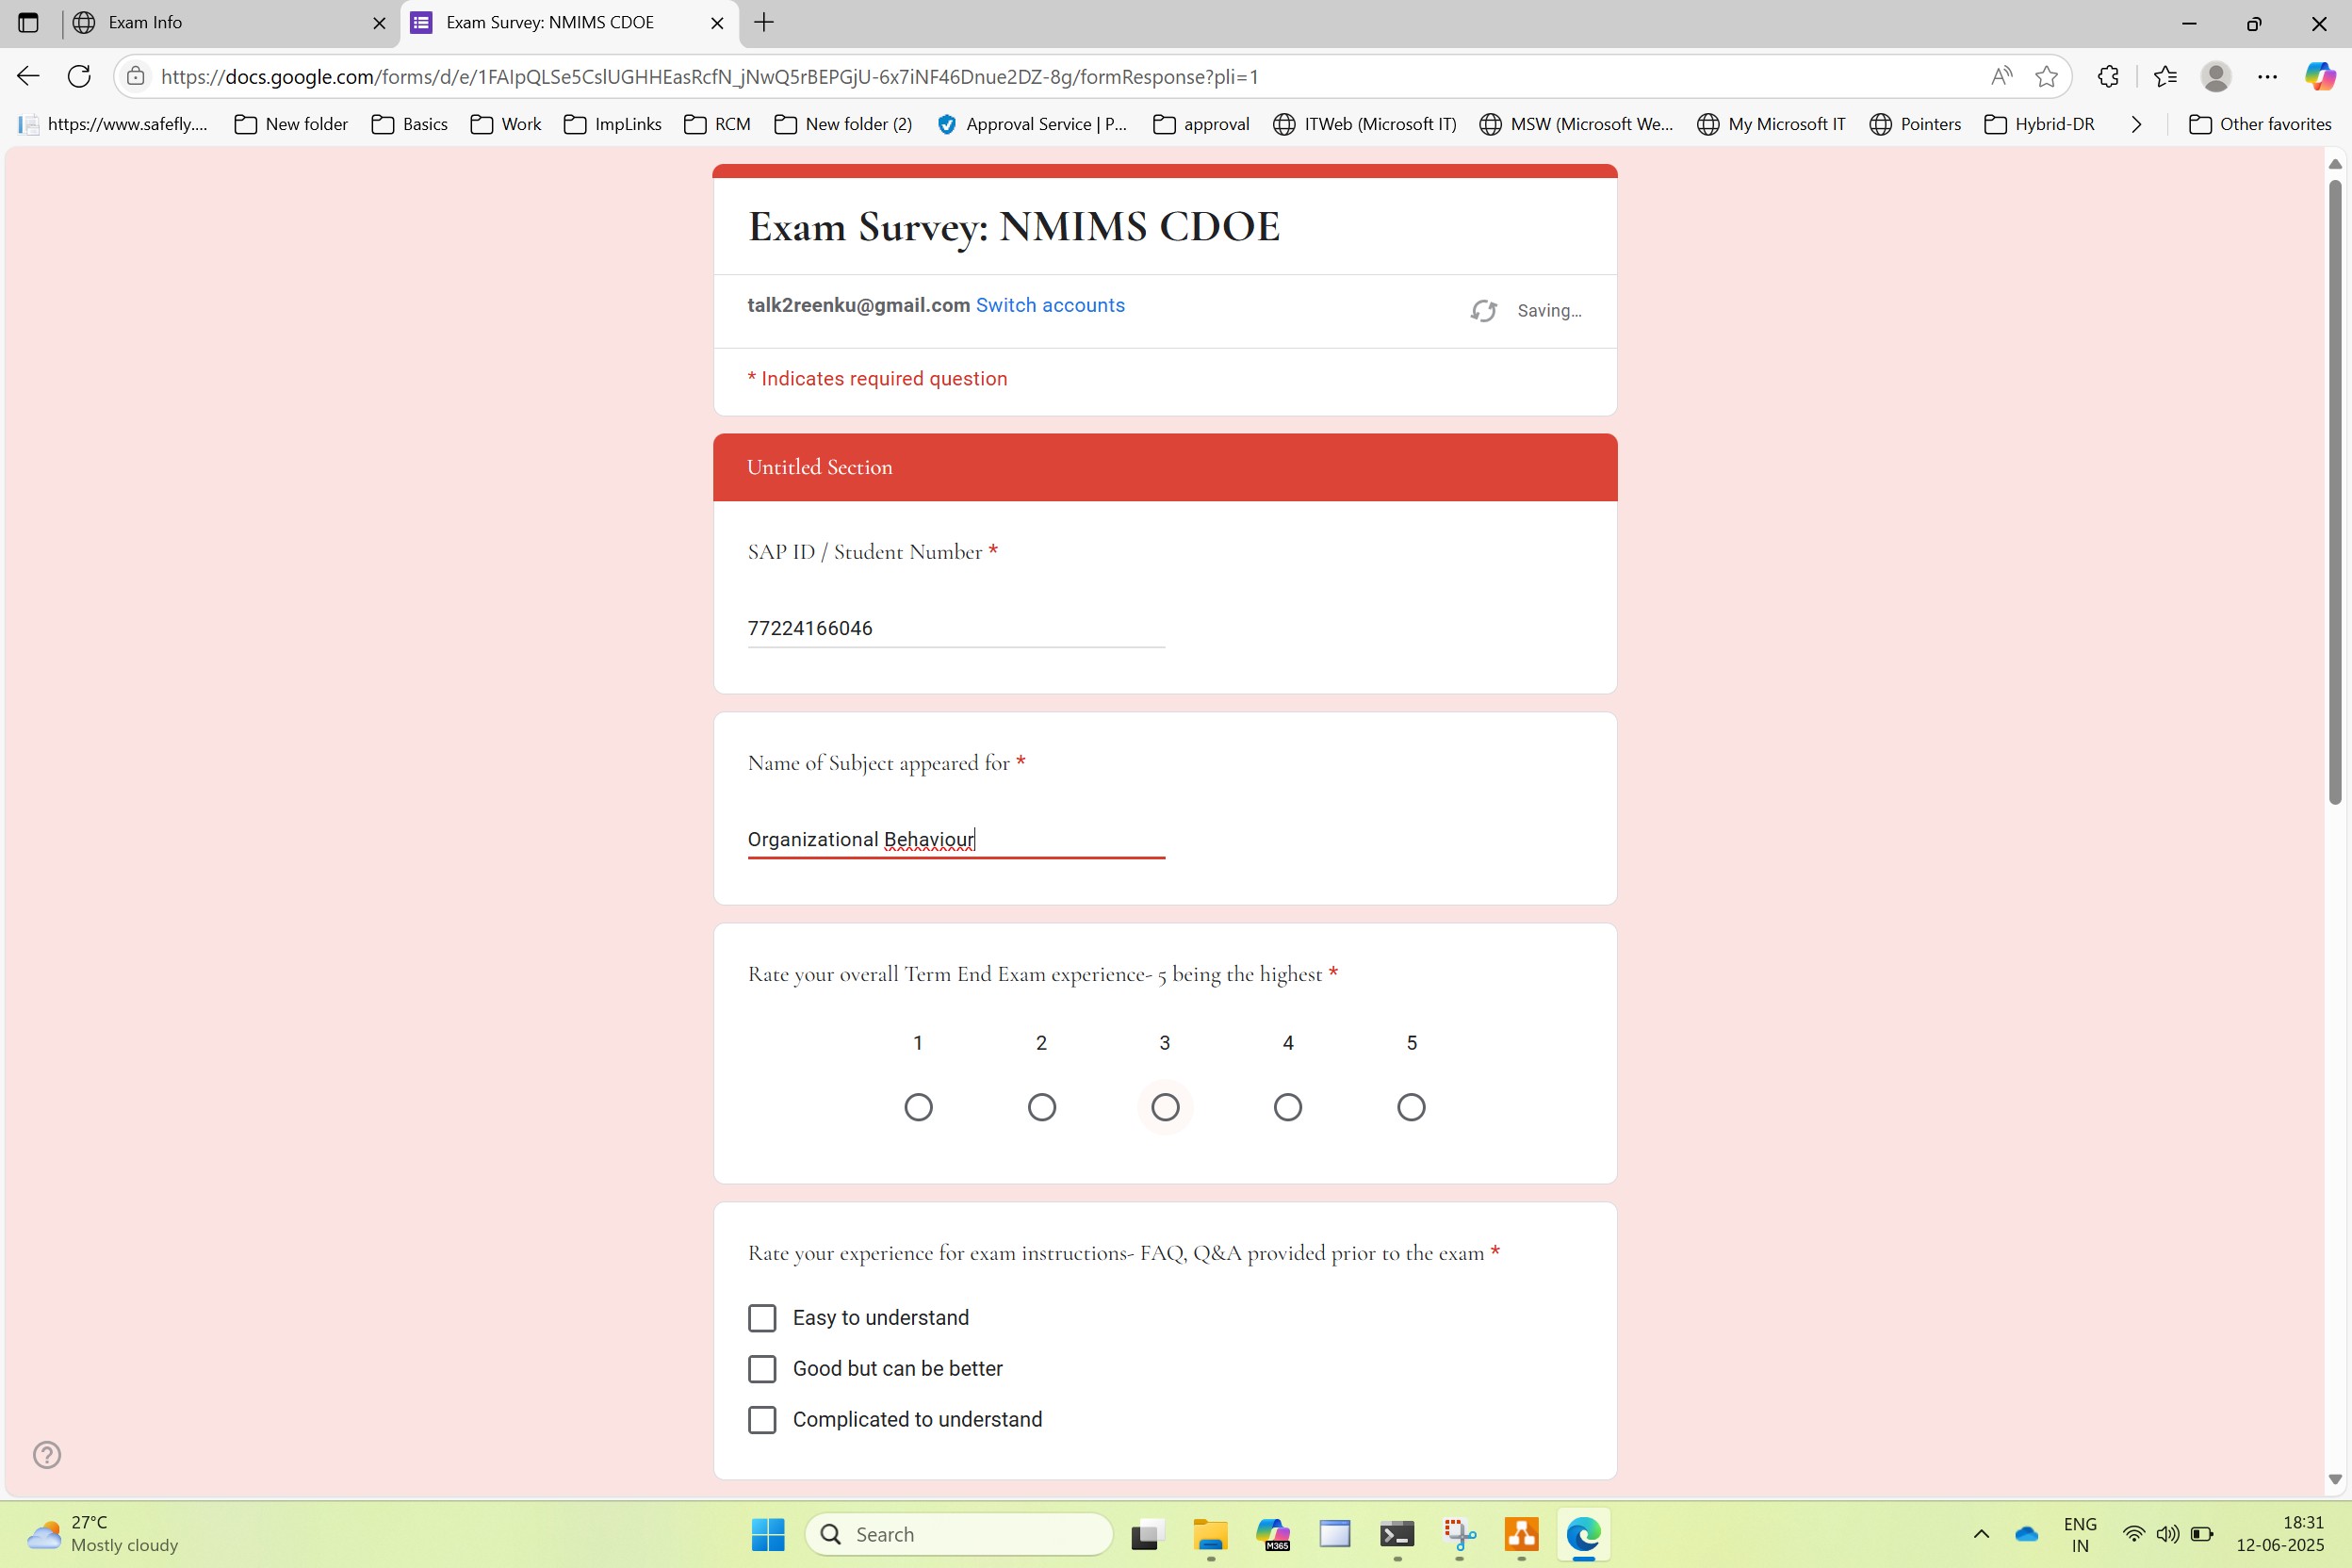 Exam Info
Exam Survey: NMIMS CDOE
https://docs.google.com/forms/d/e/1FAIpQLSe5CslUGHHEasRcfN_jNwQ5rBEPGjU-6x7iNF46Dnue2DZ-8g/formResponse?pli=1
https://www.safefly.... New folder Basics Work ImpLinks RCM New folder (2) Approval Service | P... approval ITWeb (Microsoft IT) MSW (Microsoft We... My Microsoft IT Pointers Hybrid-DR Other favorites
Exam Survey: NMIMS CDOE
talk2reenku@gmail.com Switch accounts
Saving...
* Indicates required question
Untitled Section
SAP ID / Student Number *
77224166046
Name of Subject appeared for *
Organizational Behaviour
Rate your overall Term End Exam experience- 5 being the highest *
1 2 3 4 5
Rate your experience for exam instructions- FAQ, Q&A provided prior to the exam *
Easy to understand
Good but can be better
Complicated to understand
27°C
Mostly cloudy
Search
M365
ENG
IN
18:31
12-06-2025